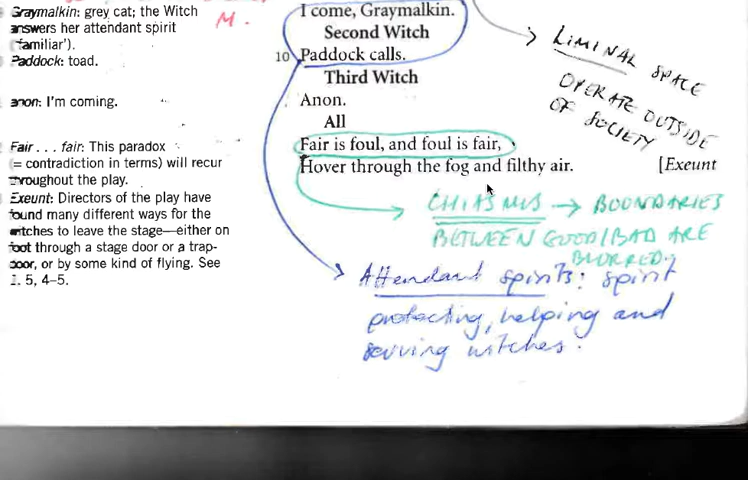 Graymalkin: grey cat; the Witch
answers her attendant spirit
('familiar').
Paddock: toad.
anon: I'm coming.
Fair . . . fair: This paradox
(= contradiction in terms) will recur
throughout the play.
Exeunt: Directors of the play have
found many different ways for the
witches to leave the stage—either on
foot through a stage door or a trap-
door, or by some kind of flying. See
1. 5, 4–5.
M.
I come, Graymalkin.
Second Witch
10 Paddock calls.
Third Witch
Anon.
All
Fair is foul, and foul is fair,
Hover through the fog and filthy air. [Exeunt
LIMINAL SPACE
OPERATE OUTSIDE
OF SOCIETY
CHIASMUS → BOUNDARIES
BETWEEN GOOD/BAD ARE
BLURRED.
Attendant spirits: spirit
protecting, helping and
serving witches.